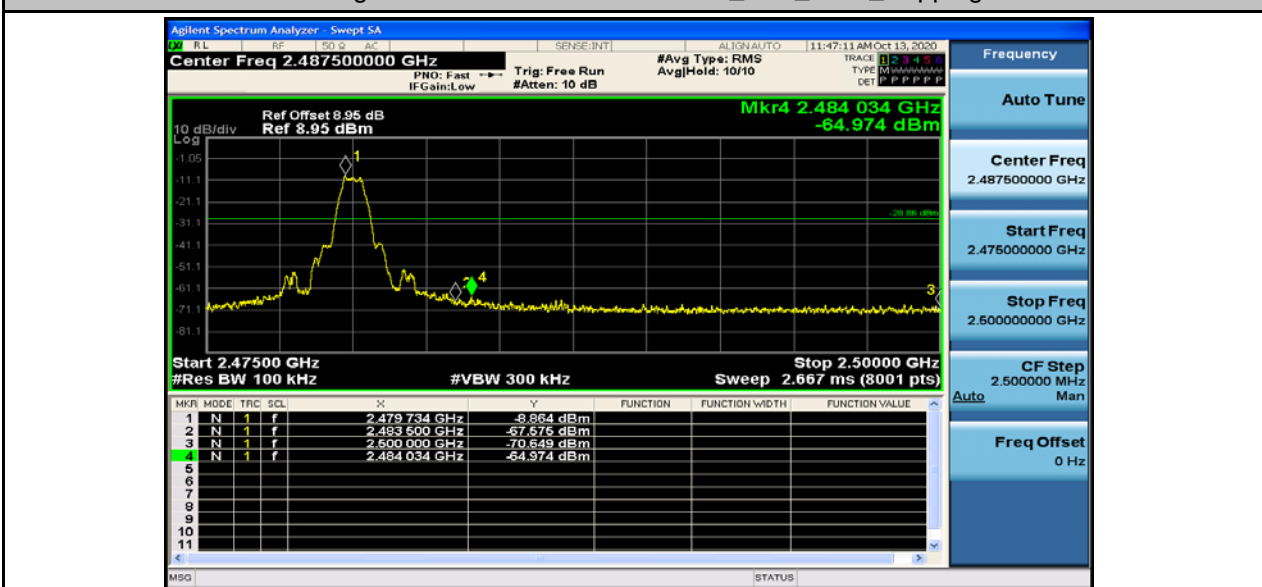 Agilent Spectrum Analyzer - Swept SA
RL RF 50 Ω AC SENSE:INT ALIGN AUTO 11:47:11 AM Oct 13, 2020
Center Freq 2.487500000 GHz #Avg Type: RMS TRACE 1 2 3 4 5 6
PNO: Fast Trig: Free Run Avg|Hold: 10/10 TYPE M
IFGain:Low #Atten: 10 dB DET P P P P P P
Mkr4 2.484 034 GHz
-64.974 dBm
Ref Offset 8.95 dB
10 dB/div Ref 8.95 dBm
Log
-1.05
-11.1
-21.1
-28.86 dBm
-31.1
-41.1
-51.1
-61.1
-71.1
-81.1
1
4
3
Start 2.47500 GHz Stop 2.50000 GHz
#Res BW 100 kHz #VBW 300 kHz Sweep 2.667 ms (8001 pts)
MKR MODE TRC SCL X Y FUNCTION FUNCTION WIDTH FUNCTION VALUE
1 N 1 f 2.479 734 GHz -8.864 dBm
2 N 1 f 2.483 500 GHz -67.575 dBm
3 N 1 f 2.500 000 GHz -70.649 dBm
4 N 1 f 2.484 034 GHz -64.974 dBm
5
6
7
8
9
10
11
MSG STATUS
Frequency
Auto Tune
Center Freq
2.487500000 GHz
Start Freq
2.475000000 GHz
Stop Freq
2.500000000 GHz
CF Step
2.500000 MHz
Auto Man
Freq Offset
0 Hz